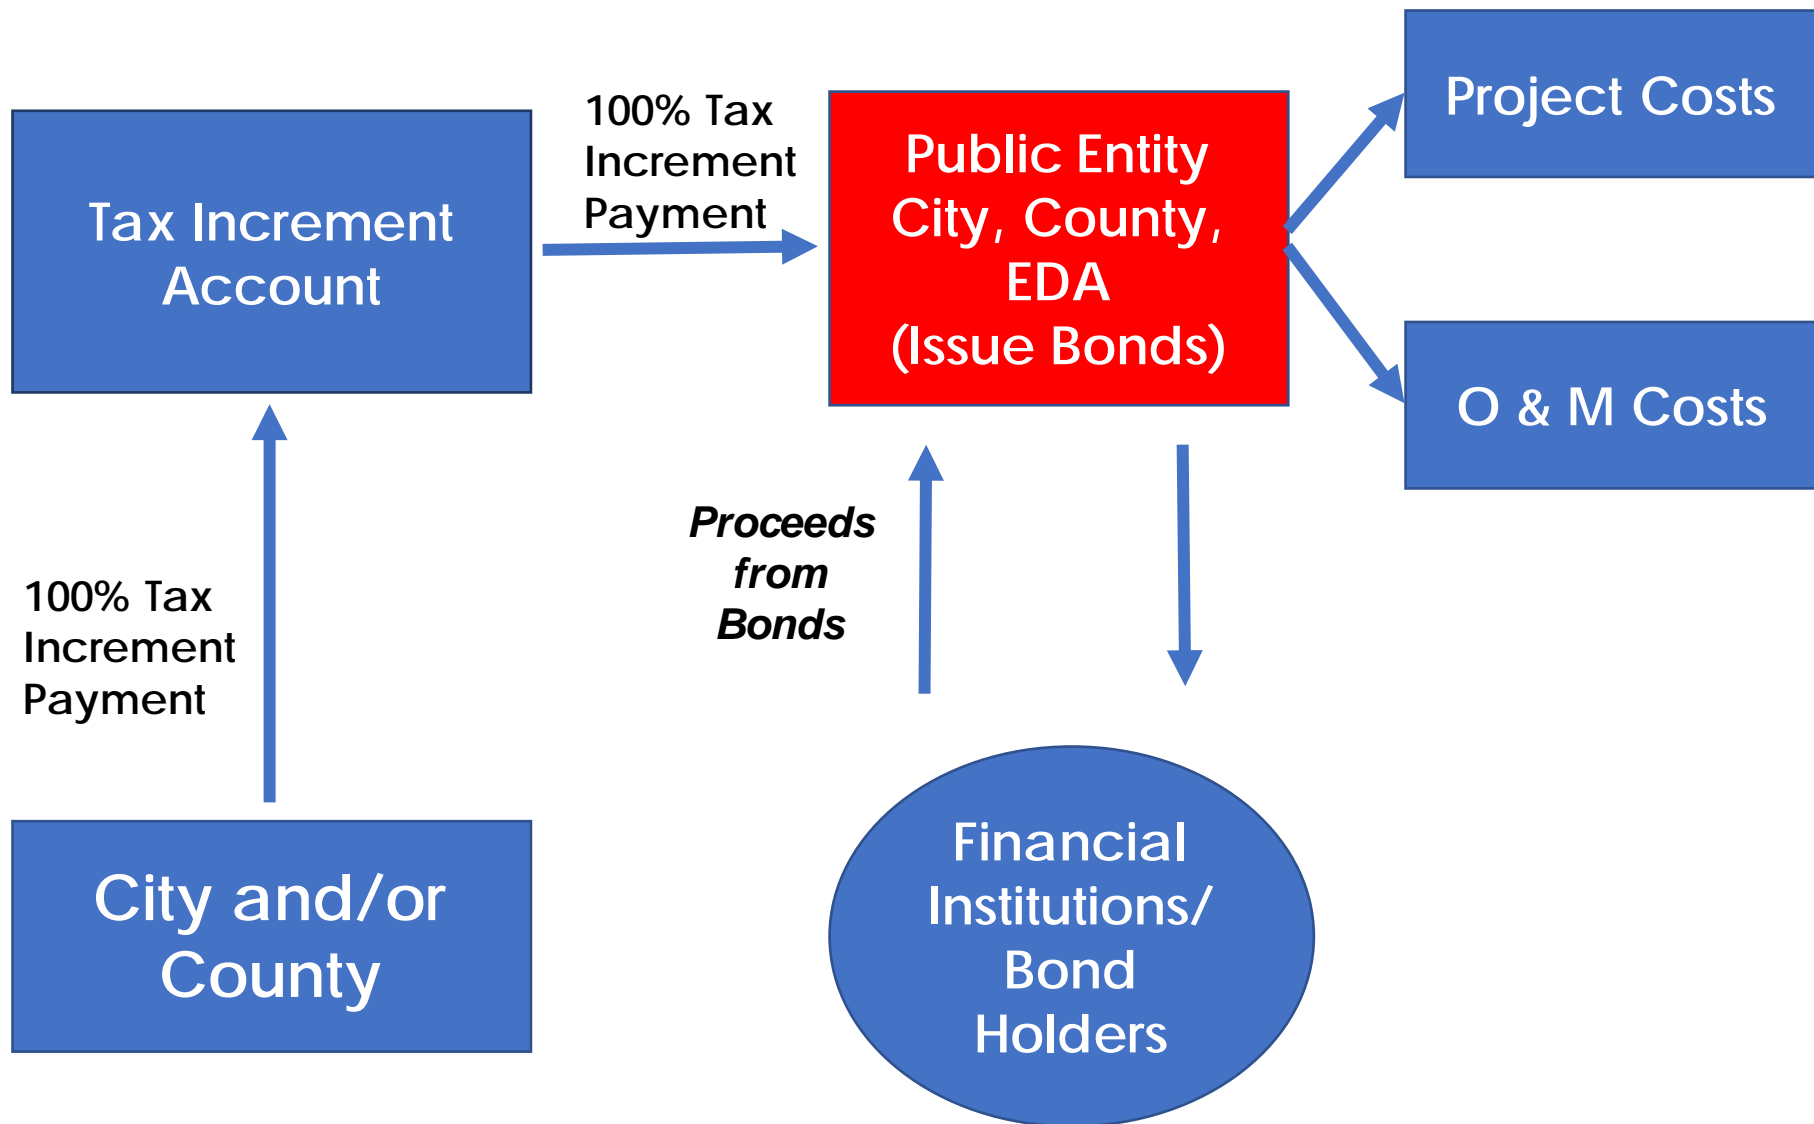 100% Tax
Increment
Payment
Tax Increment
Account
Public Entity
City, County,
EDA
(Issue Bonds)
Project Costs
O & M Costs
100% Tax
Increment
Payment
Proceeds
from
Bonds
City and/or
County
Financial
Institutions/
Bond
Holders